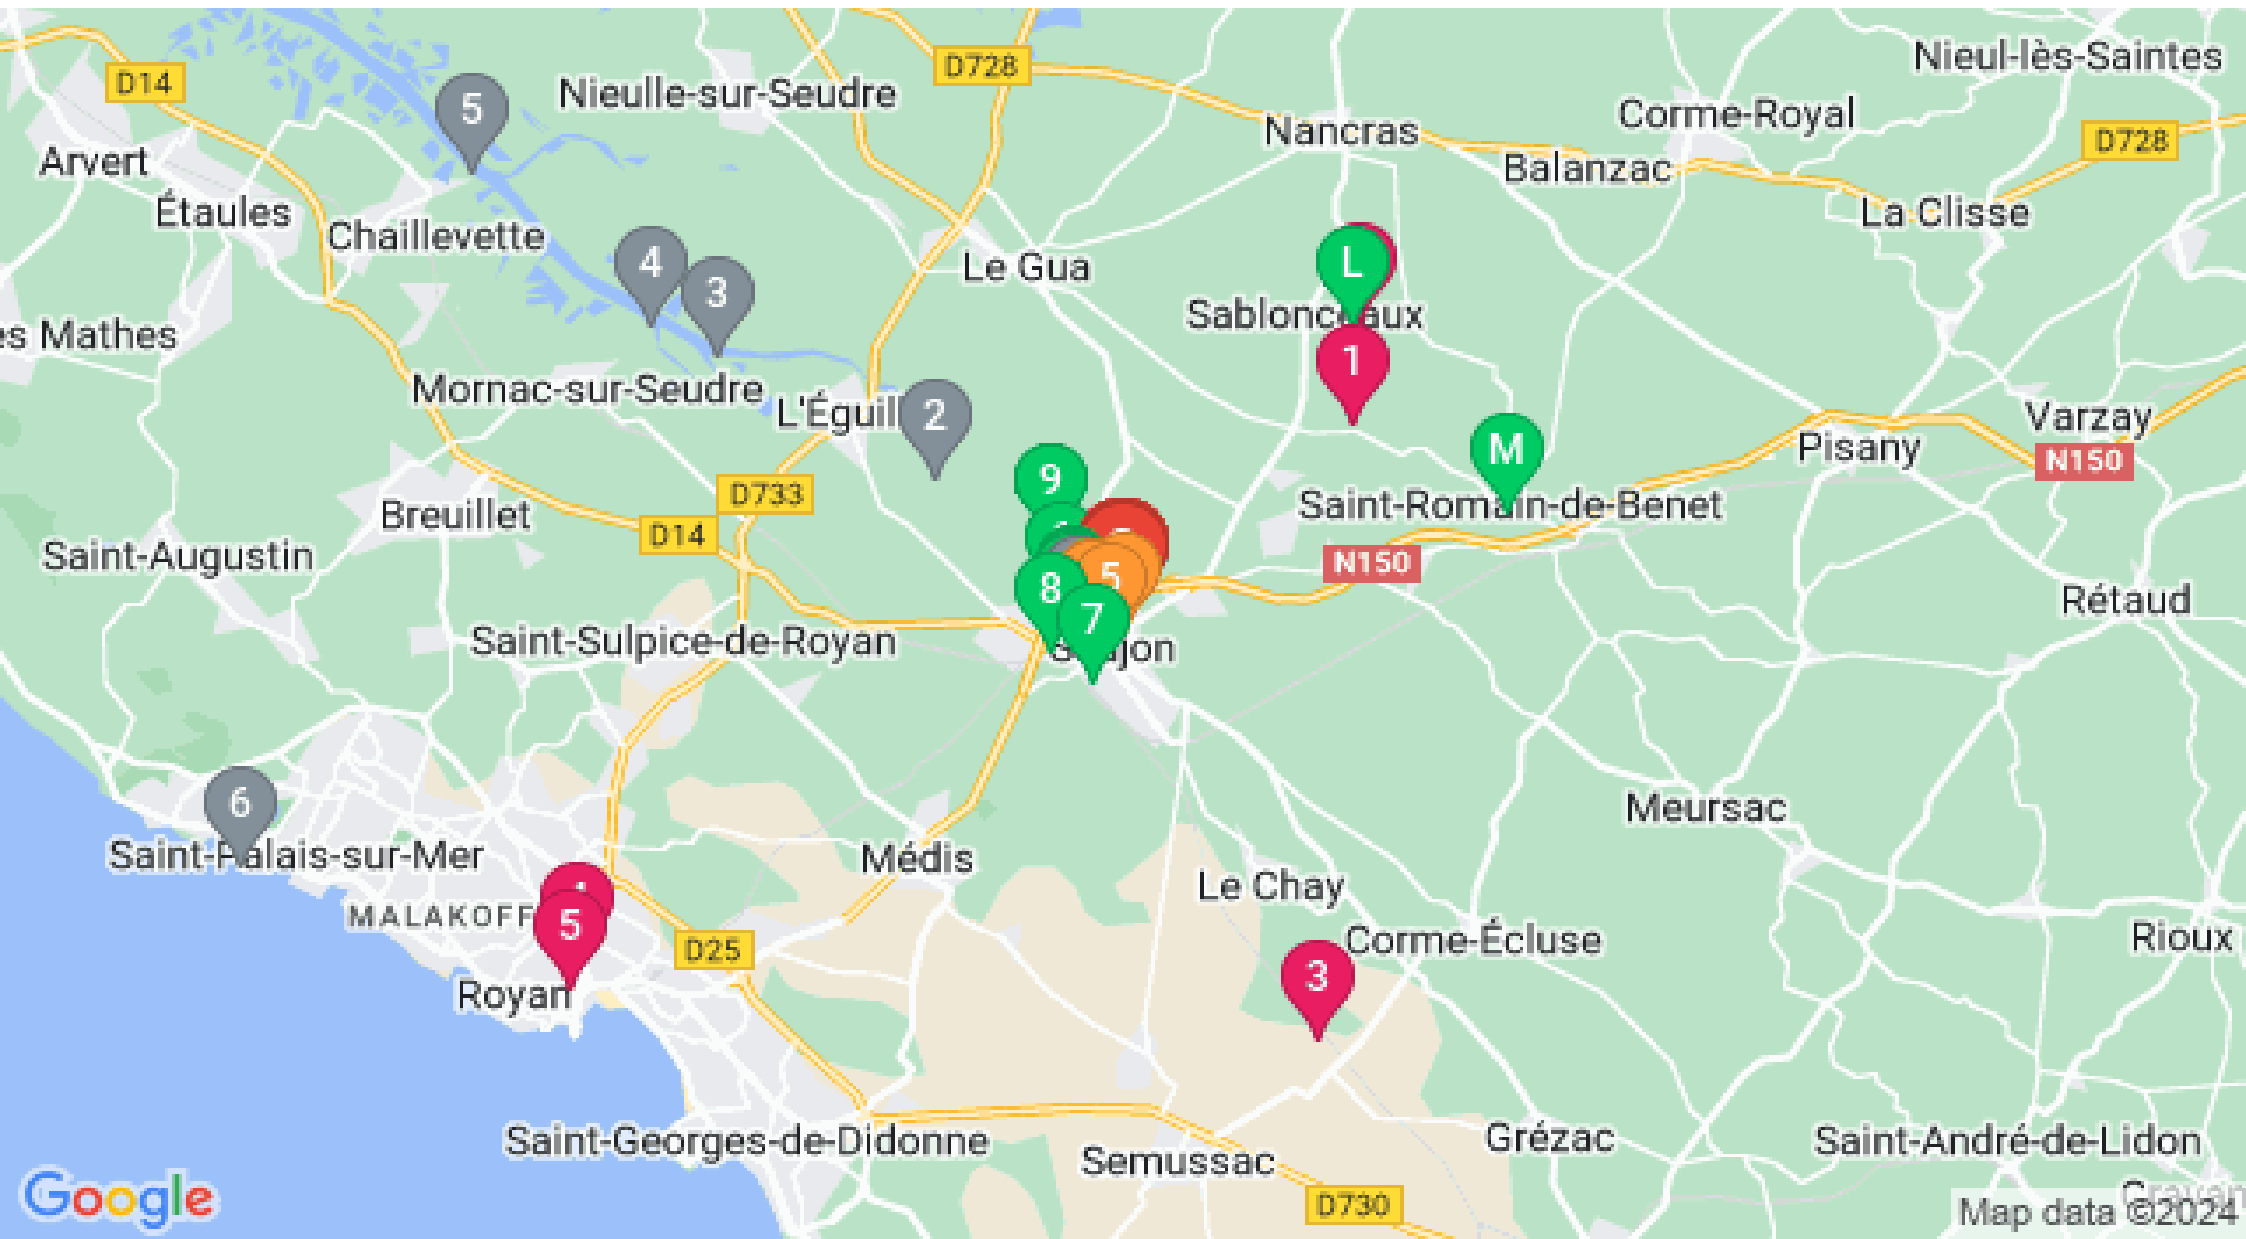 Nieul-lès-Saintes
D728
D14
Nieulle-sur-Seudre
5
Corme-Royal
Nancras
D728
Arvert
Balanzac
Étaules
La Clisse
Chaillevette
4
L
Le Gua
3
Sablonceaux
es Mathes
1
Mornac-sur-Seudre
L'Éguil
2
Varzay
M
Pisany
N150
9
D733
Saint-Romain-de-Benet
Breuillet
D14
Saint-Augustin
N150
5
8
Rétaud
7
Saint-Sulpice-de-Royan
Saujon
6
Meursac
Saint-Palais-sur-Mer
Médis
Le Chay
4
MALAKOFF
5
D25
Corme-Écluse
Rioux
3
Royan
Saint-Georges-de-Didonne
Grézac
Saint-André-de-Lidon
Semussac
Google
D730
Map data ©2024